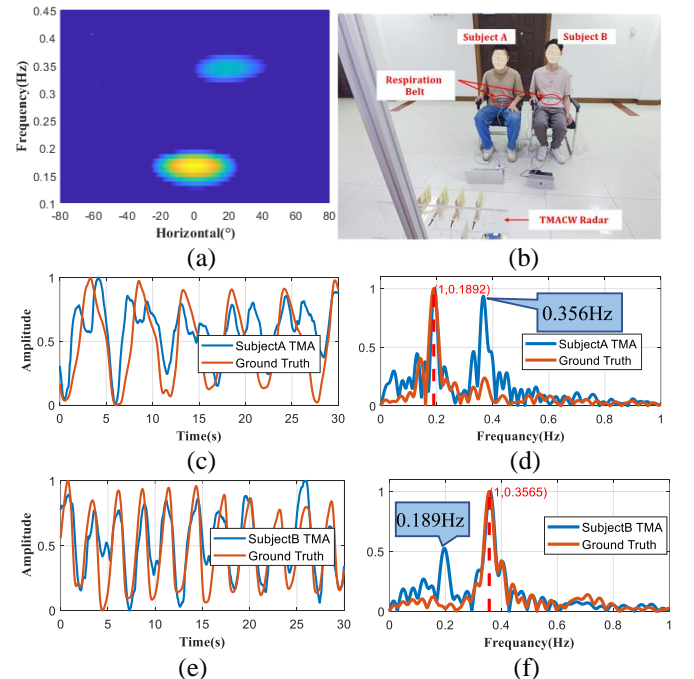 0.45
0.4
0.35
0.3
0.25
0.2
0.15
0.1
Frequency(Hz)
-80 -60 -40 -20 0 20 40 60 80
Horizontal(°)
(a)
Subject A Subject B
Respiration
Belt
TMACW Radar
(b)
1
0.5
0
Amplitude
SubjectA TMA
Ground Truth
0 5 10 15 20 25 30
Time(s)
(c)
1
0.5
0
(1,0.1892)
0.356Hz
SubjectA TMA
Ground Truth
0 0.2 0.4 0.6 0.8 1
Frequancy(Hz)
(d)
1
0.5
0
Amplitude
SubjectB TMA
Ground Truth
0 5 10 15 20 25 30
Time(s)
(e)
1
0.5
0
(1,0.3565)
0.189Hz
SubjectB TMA
Ground Truth
0 0.2 0.4 0.6 0.8 1
Frequancy(Hz)
(f)